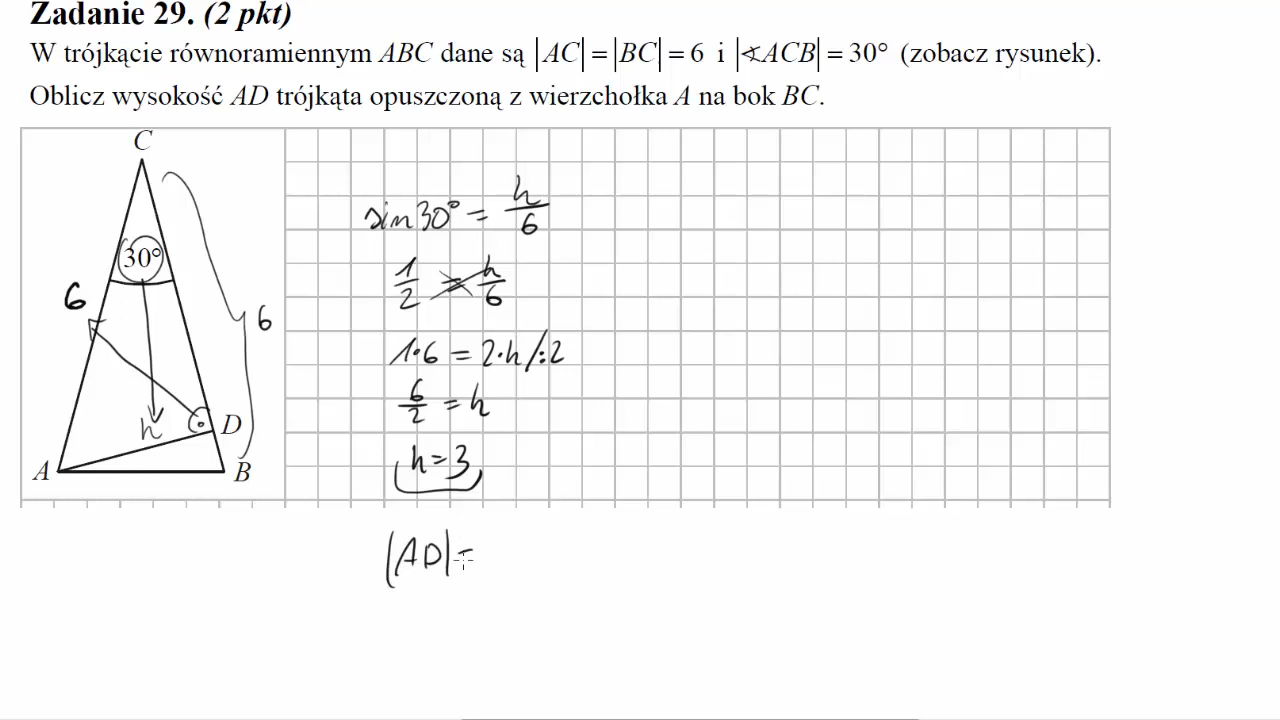 Zadanie 29. (2 pkt)
W trójkącie równoramiennym ABC dane są |AC| = |BC| = 6 i |∢ACB| = 30° (zobacz rysunek).
Oblicz wysokość AD trójkąta opuszczoną z wierzchołka A na bok BC.
C
30°
6
6
h
D
A
B
sin30° = h/6
1/2 = h/6
1·6 = 2·h /:2
6/2 = h
h = 3
|AD| =